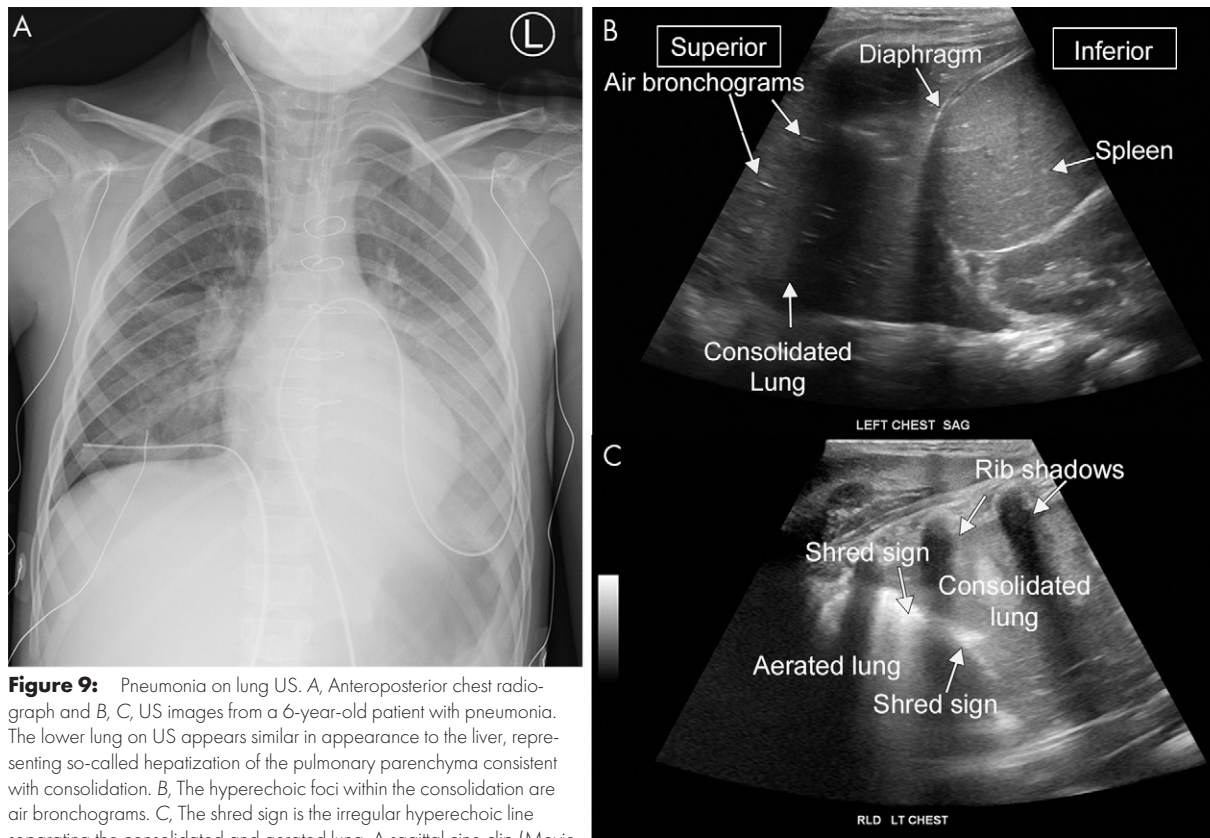 A
L
B
Superior
Diaphragm
Inferior
Air bronchograms
Spleen
Consolidated
Lung
LEFT CHEST SAG
C
Rib shadows
Shred sign
Consolidated
lung
Aerated lung
Shred sign
RLD LT CHEST
Figure 9: Pneumonia on lung US. A, Anteroposterior chest radio-
graph and B, C, US images from a 6-year-old patient with pneumonia.
The lower lung on US appears similar in appearance to the liver, repre-
senting so-called hepatization of the pulmonary parenchyma consistent
with consolidation. B, The hyperechoic foci within the consolidation are
air bronchograms. C, The shred sign is the irregular hyperechoic line
separating the consolidated and aerated lung. A sagittal cine clip (Movie